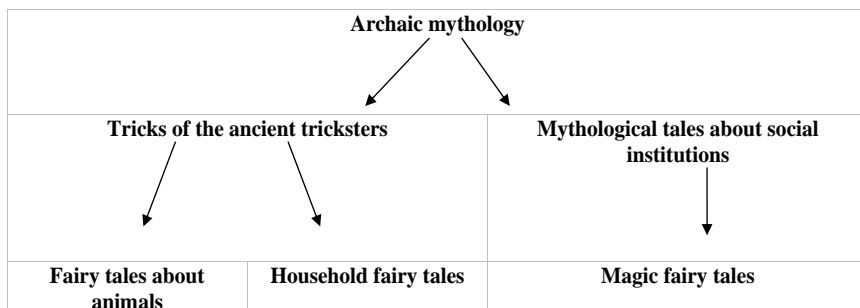 Archaic mythology
Tricks of the ancient tricksters
Mythological tales about social
institutions
Fairy tales about
animals
Household fairy tales
Magic fairy tales